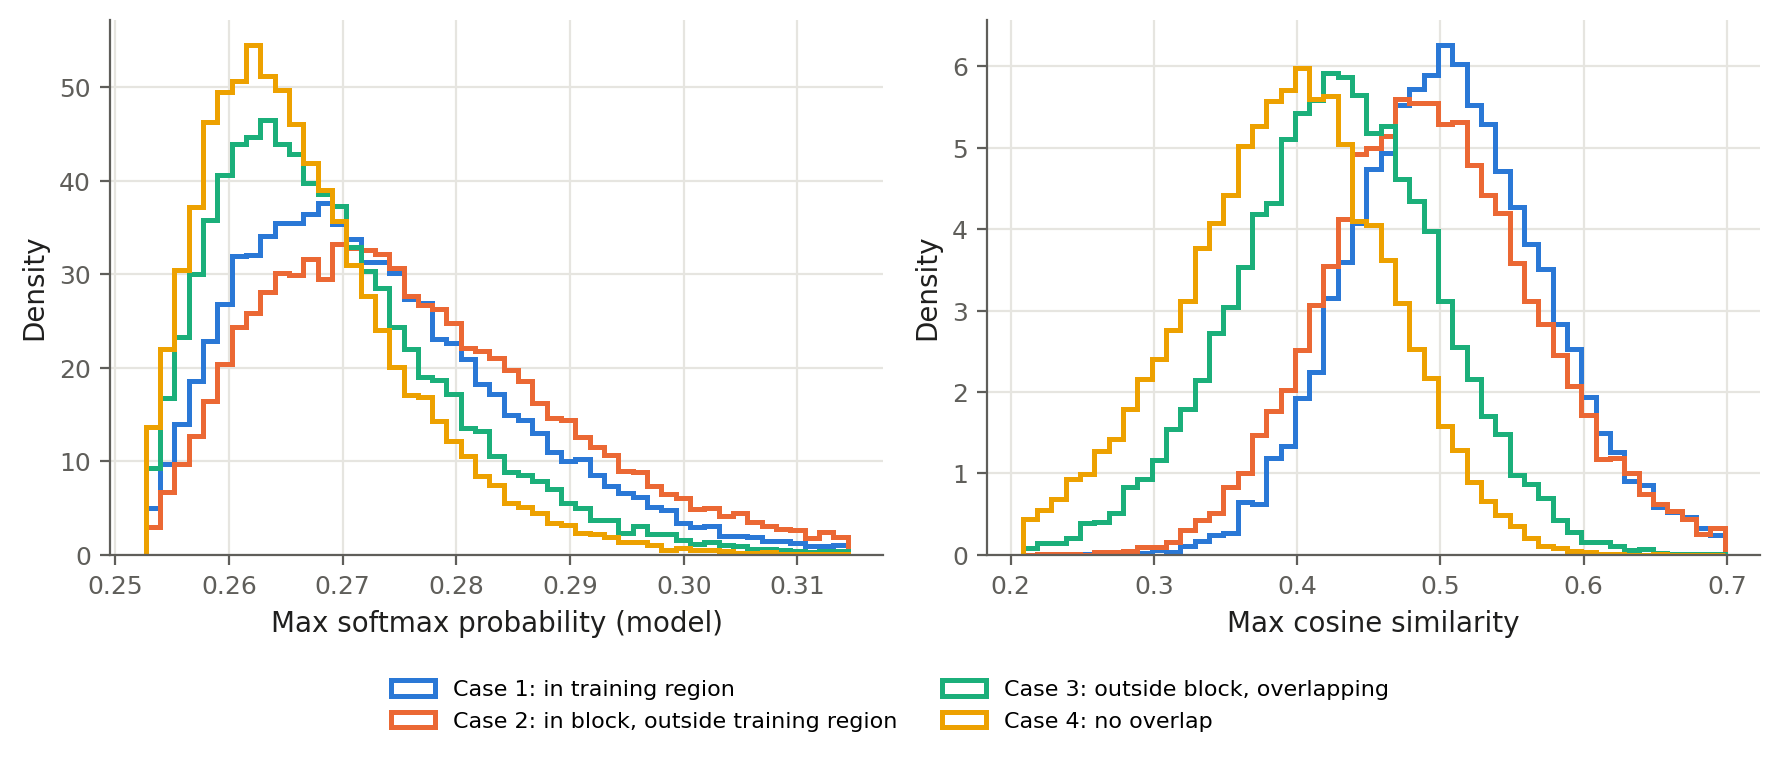 Density
50
40
30
20
10
0
0.25 0.26 0.27 0.28 0.29 0.30 0.31
Max softmax probability (model)
Density
6
5
4
3
2
1
0
0.2 0.3 0.4 0.5 0.6 0.7
Max cosine similarity
Case 1: in training region
Case 2: in block, outside training region
Case 3: outside block, overlapping
Case 4: no overlap